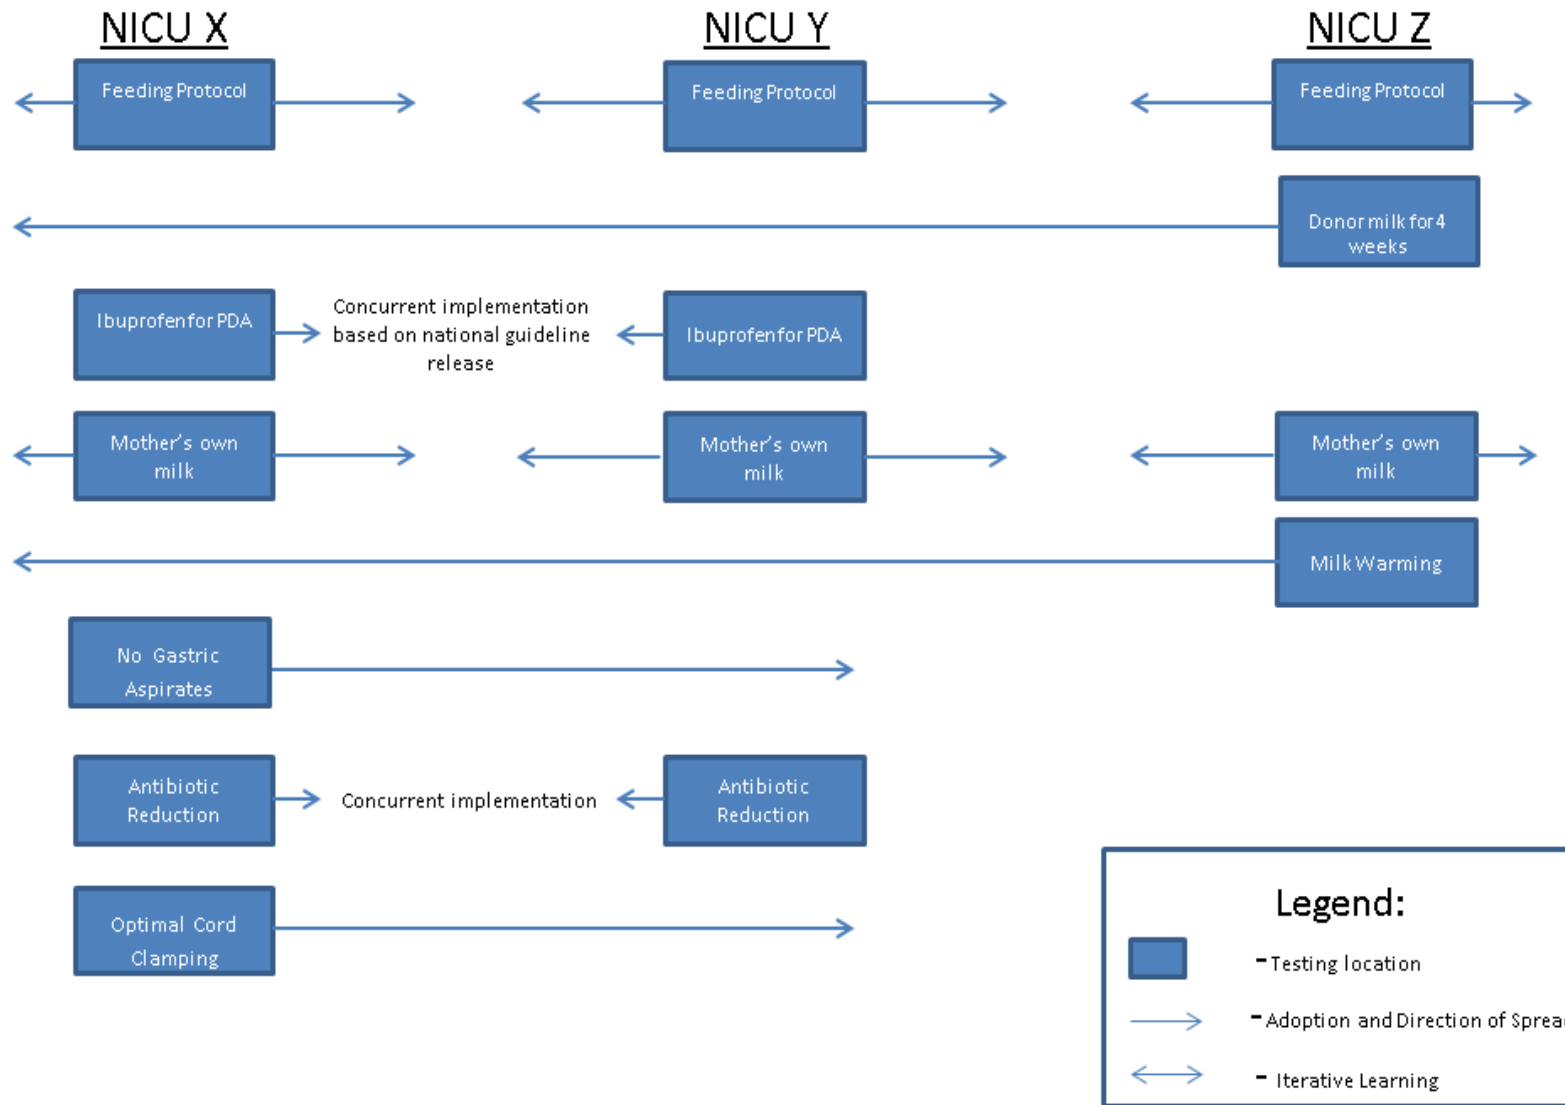 NICU X
NICU Y
NICU Z
Feeding Protocol
Feeding Protocol
Feeding Protocol
Donor milk for 4
weeks
Ibuprofen for PDA
Concurrent implementation
based on national guideline
release
Ibuprofen for PDA
Mother's own
milk
Mother's own
milk
Mother's own
milk
Milk Warming
No Gastric
Aspirates
Antibiotic
Reduction
Concurrent implementation
Antibiotic
Reduction
Optimal Cord
Clamping
Legend:
- Testing location
- Adoption and Direction of Sprea
- Iterative Learning